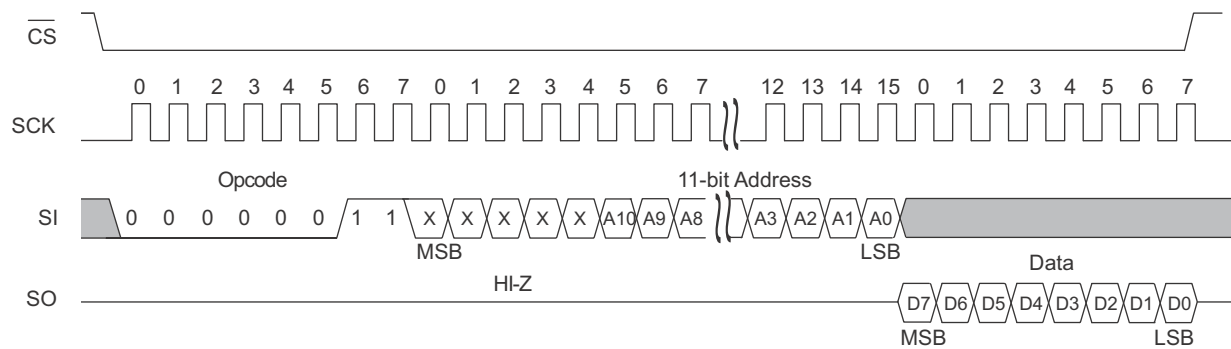 CS
0 1 2 3 4 5 6 7 0 1 2 3 4 5 6 7 12 13 14 15 0 1 2 3 4 5 6 7
SCK
Opcode 11-bit Address
SI 0 0 0 0 0 0 1 1 X X X X X A10 A9 A8 A3 A2 A1 A0
MSB LSB
HI-Z Data
SO D7 D6 D5 D4 D3 D2 D1 D0
MSB LSB